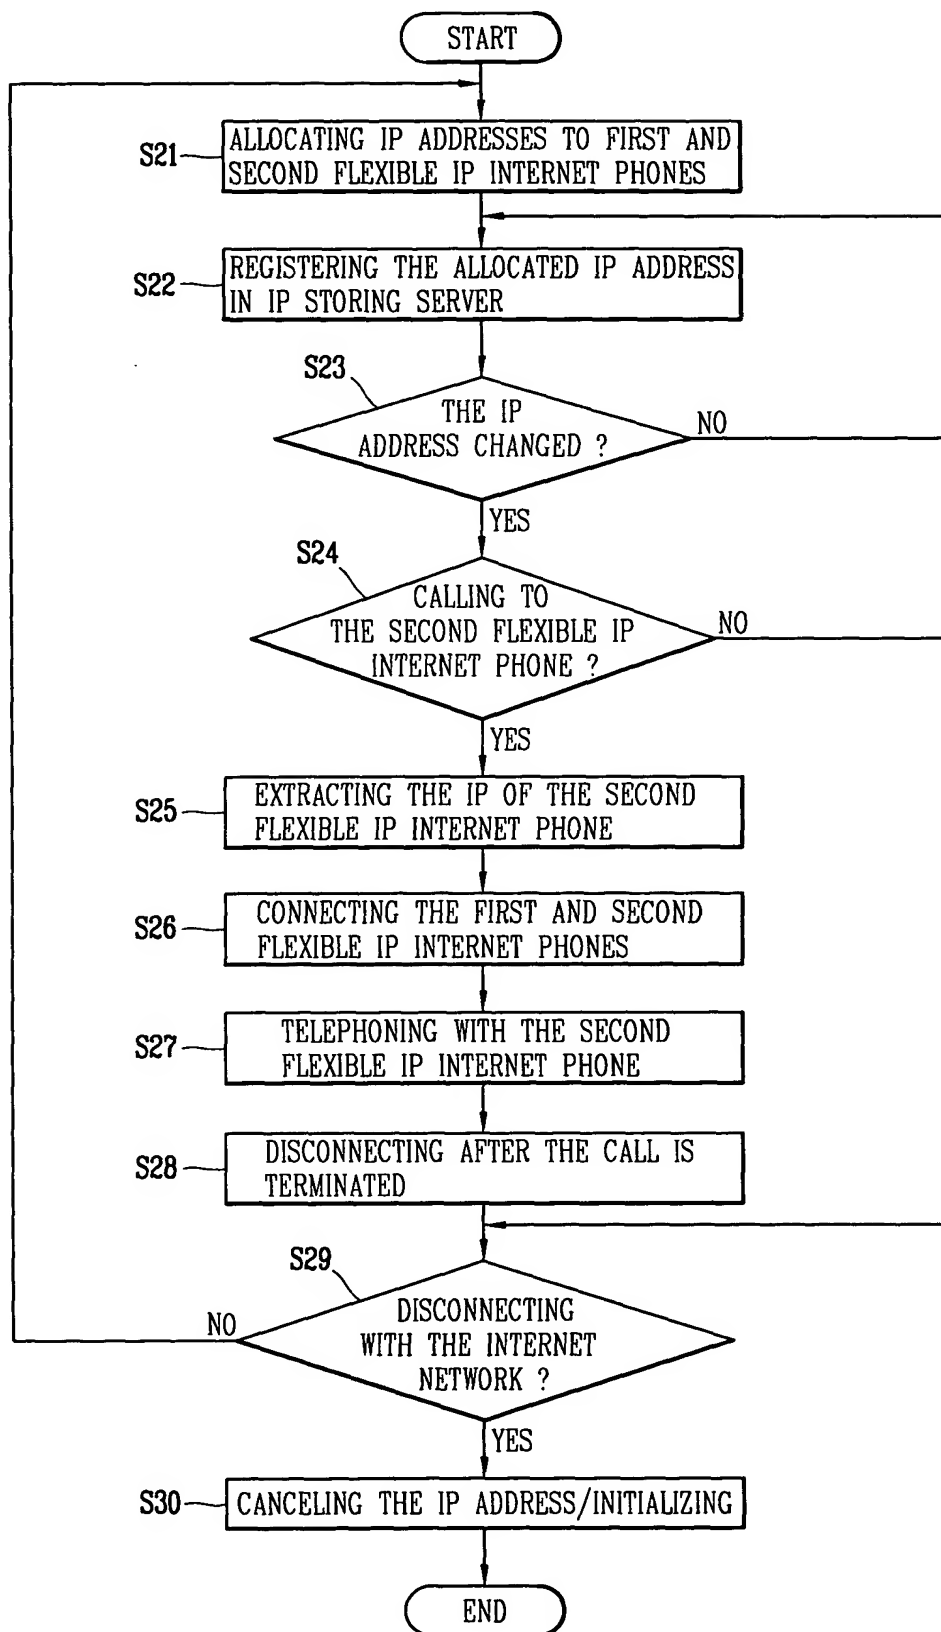 START
S21
ALLOCATING IP ADDRESSES TO FIRST AND
SECOND FLEXIBLE IP INTERNET PHONES
S22
REGISTERING THE ALLOCATED IP ADDRESS
IN IP STORING SERVER
S23
THE IP
ADDRESS CHANGED ?
NO
YES
S24
CALLING TO
THE SECOND FLEXIBLE IP
INTERNET PHONE ?
NO
YES
S25
EXTRACTING THE IP OF THE SECOND
FLEXIBLE IP INTERNET PHONE
S26
CONNECTING THE FIRST AND SECOND
FLEXIBLE IP INTERNET PHONES
S27
TELEPHONING WITH THE SECOND
FLEXIBLE IP INTERNET PHONE
S28
DISCONNECTING AFTER THE CALL IS
TERMINATED
S29
DISCONNECTING
WITH THE INTERNET
NETWORK ?
NO
YES
S30
CANCELING THE IP ADDRESS/INITIALIZING
END